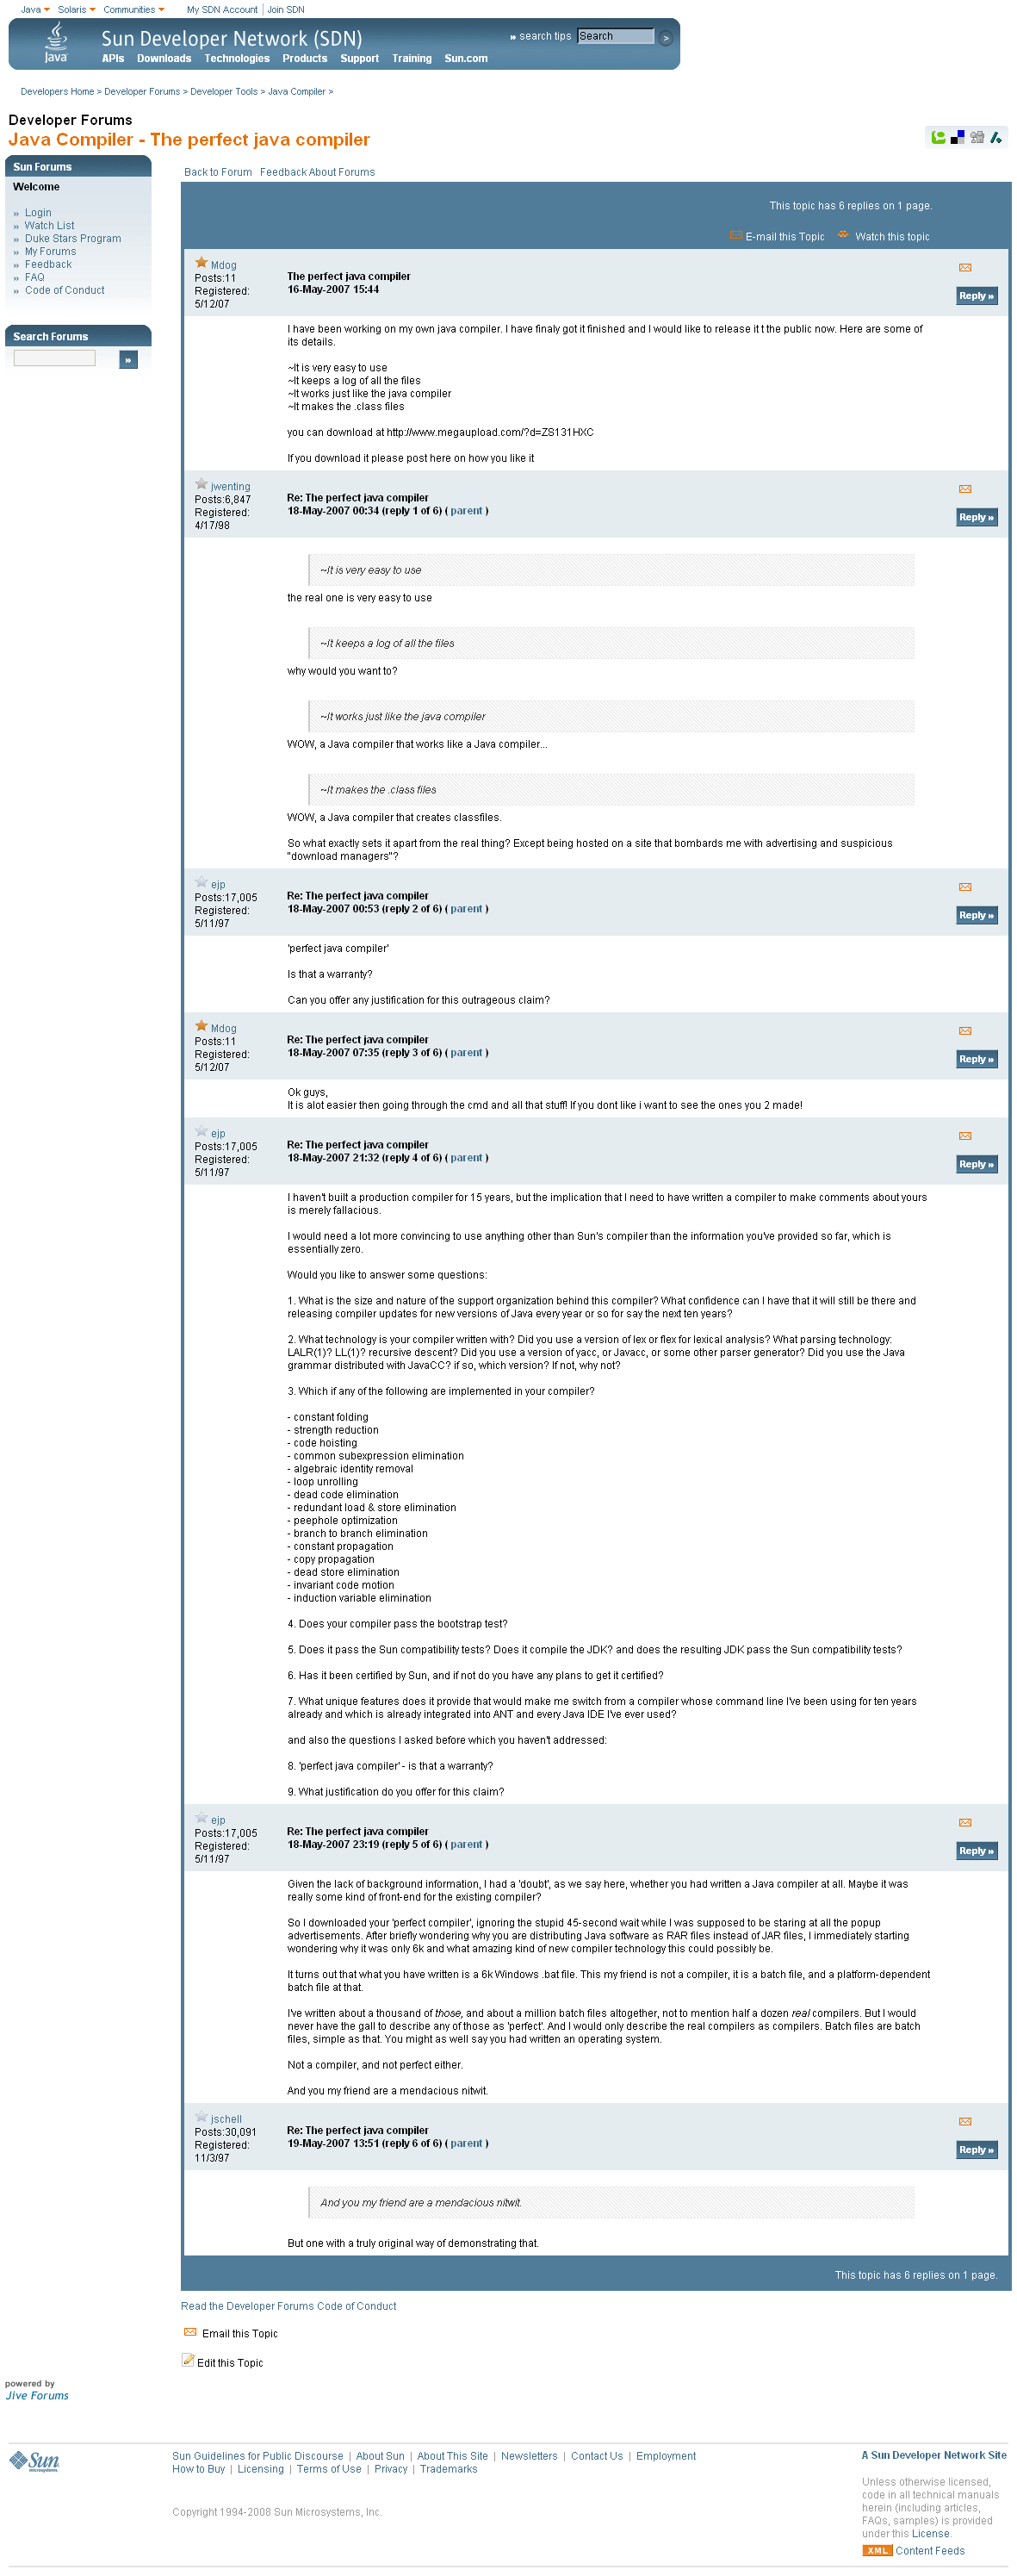 Java Solaris Communities My SDN Account Join SDN
Java
Sun Developer Network (SDN)
» search tips Search >
APIs Downloads Technologies Products Support Training Sun.com
Developers Home > Developer Forums > Developer Tools > Java Compiler >
Developer Forums
Java Compiler - The perfect java compiler
Sun Forums
Welcome
» Login
» Watch List
» Duke Stars Program
» My Forums
» Feedback
» FAQ
» Code of Conduct
Search Forums
»
Back to Forum Feedback About Forums
This topic has 6 replies on 1 page.
E-mail this Topic Watch this topic
Mdog
Posts:11
Registered:
5/12/07
The perfect java compiler
16-May-2007 15:44
Reply »
I have been working on my own java compiler. I have finaly got it finished and I would like to release it t the public now. Here are some of
its details.
~It is very easy to use
~It keeps a log of all the files
~It works just like the java compiler
~It makes the .class files
you can download at http://www.megaupload.com/?d=ZS131HXC
If you download it please post here on how you like it
jwenting
Posts:6,847
Registered:
4/17/98
Re: The perfect java compiler
18-May-2007 00:34 (reply 1 of 6) ( parent )
Reply »
~It is very easy to use
the real one is very easy to use
~It keeps a log of all the files
why would you want to?
~It works just like the java compiler
WOW, a Java compiler that works like a Java compiler...
~It makes the .class files
WOW, a Java compiler that creates classfiles.
So what exactly sets it apart from the real thing? Except being hosted on a site that bombards me with advertising and suspicious
"download managers"?
ejp
Posts:17,005
Registered:
5/11/97
Re: The perfect java compiler
18-May-2007 00:53 (reply 2 of 6) ( parent )
Reply »
'perfect java compiler'
Is that a warranty?
Can you offer any justification for this outrageous claim?
Mdog
Posts:11
Registered:
5/12/07
Re: The perfect java compiler
18-May-2007 07:35 (reply 3 of 6) ( parent )
Reply »
Ok guys,
It is alot easier then going through the cmd and all that stuff! If you dont like i want to see the ones you 2 made!
ejp
Posts:17,005
Registered:
5/11/97
Re: The perfect java compiler
18-May-2007 21:32 (reply 4 of 6) ( parent )
Reply »
I haven't built a production compiler for 15 years, but the implication that I need to have written a compiler to make comments about yours
is merely fallacious.
I would need a lot more convincing to use anything other than Sun's compiler than the information you've provided so far, which is
essentially zero.
Would you like to answer some questions:
1. What is the size and nature of the support organization behind this compiler? What confidence can I have that it will still be there and
releasing compiler updates for new versions of Java every year or so for say the next ten years?
2. What technology is your compiler written with? Did you use a version of lex or flex for lexical analysis? What parsing technology:
LALR(1)? LL(1)? recursive descent? Did you use a version of yacc, or Javacc, or some other parser generator? Did you use the Java
grammar distributed with JavaCC? if so, which version? If not, why not?
3. Which if any of the following are implemented in your compiler?
- constant folding
- strength reduction
- code hoisting
- common subexpression elimination
- algebraic identity removal
- loop unrolling
- dead code elimination
- redundant load & store elimination
- peephole optimization
- branch to branch elimination
- constant propagation
- copy propagation
- dead store elimination
- invariant code motion
- induction variable elimination
4. Does your compiler pass the bootstrap test?
5. Does it pass the Sun compatibility tests? Does it compile the JDK? and does the resulting JDK pass the Sun compatibility tests?
6. Has it been certified by Sun, and if not do you have any plans to get it certified?
7. What unique features does it provide that would make me switch from a compiler whose command line I've been using for ten years
already and which is already integrated into ANT and every Java IDE I've ever used?
and also the questions I asked before which you haven't addressed:
8. 'perfect java compiler' - is that a warranty?
9. What justification do you offer for this claim?
ejp
Posts:17,005
Registered:
5/11/97
Re: The perfect java compiler
18-May-2007 23:19 (reply 5 of 6) ( parent )
Reply »
Given the lack of background information, I had a 'doubt', as we say here, whether you had written a Java compiler at all. Maybe it was
really some kind of front-end for the existing compiler?
So I downloaded your 'perfect compiler', ignoring the stupid 45-second wait while I was supposed to be staring at all the popup
advertisements. After briefly wondering why you are distributing Java software as RAR files instead of JAR files, I immediately starting
wondering why it was only 6k and what amazing kind of new compiler technology this could possibly be.
It turns out that what you have written is a 6k Windows .bat file. This my friend is not a compiler, it is a batch file, and a platform-dependent
batch file at that.
I've written about a thousand of those, and about a million batch files altogether, not to mention half a dozen real compilers. But I would
never have the gall to describe any of those as 'perfect'. And I would only describe the real compilers as compilers. Batch files are batch
files, simple as that. You might as well say you had written an operating system.
Not a compiler, and not perfect either.
And you my friend are a mendacious nitwit.
jschell
Posts:30,091
Registered:
11/3/97
Re: The perfect java compiler
19-May-2007 13:51 (reply 6 of 6) ( parent )
Reply »
And you my friend are a mendacious nitwit.
But one with a truly original way of demonstrating that.
This topic has 6 replies on 1 page.
Read the Developer Forums Code of Conduct
Email this Topic
Edit this Topic
powered by
Jive Forums
Sun
microsystems
Sun Guidelines for Public Discourse | About Sun | About This Site | Newsletters | Contact Us | Employment
How to Buy | Licensing | Terms of Use | Privacy | Trademarks
Copyright 1994-2008 Sun Microsystems, Inc.
A Sun Developer Network Site
Unless otherwise licensed,
code in all technical manuals
herein (including articles,
FAQs, samples) is provided
under this License.
XML Content Feeds